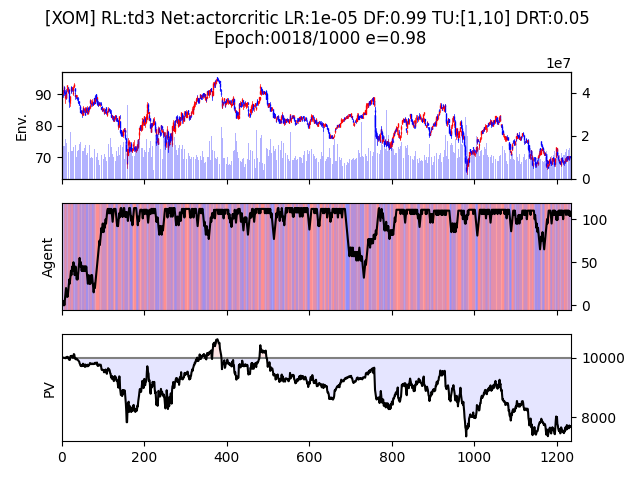 [XOM] RL:td3 Net:actorcritic LR:1e-05 DF:0.99 TU:[1,10] DRT:0.05
Epoch:0018/1000 e=0.98
1e7
90
80
70
Env.
4
2
0
Agent
100
50
0
PV
10000
8000
0 200 400 600 800 1000 1200